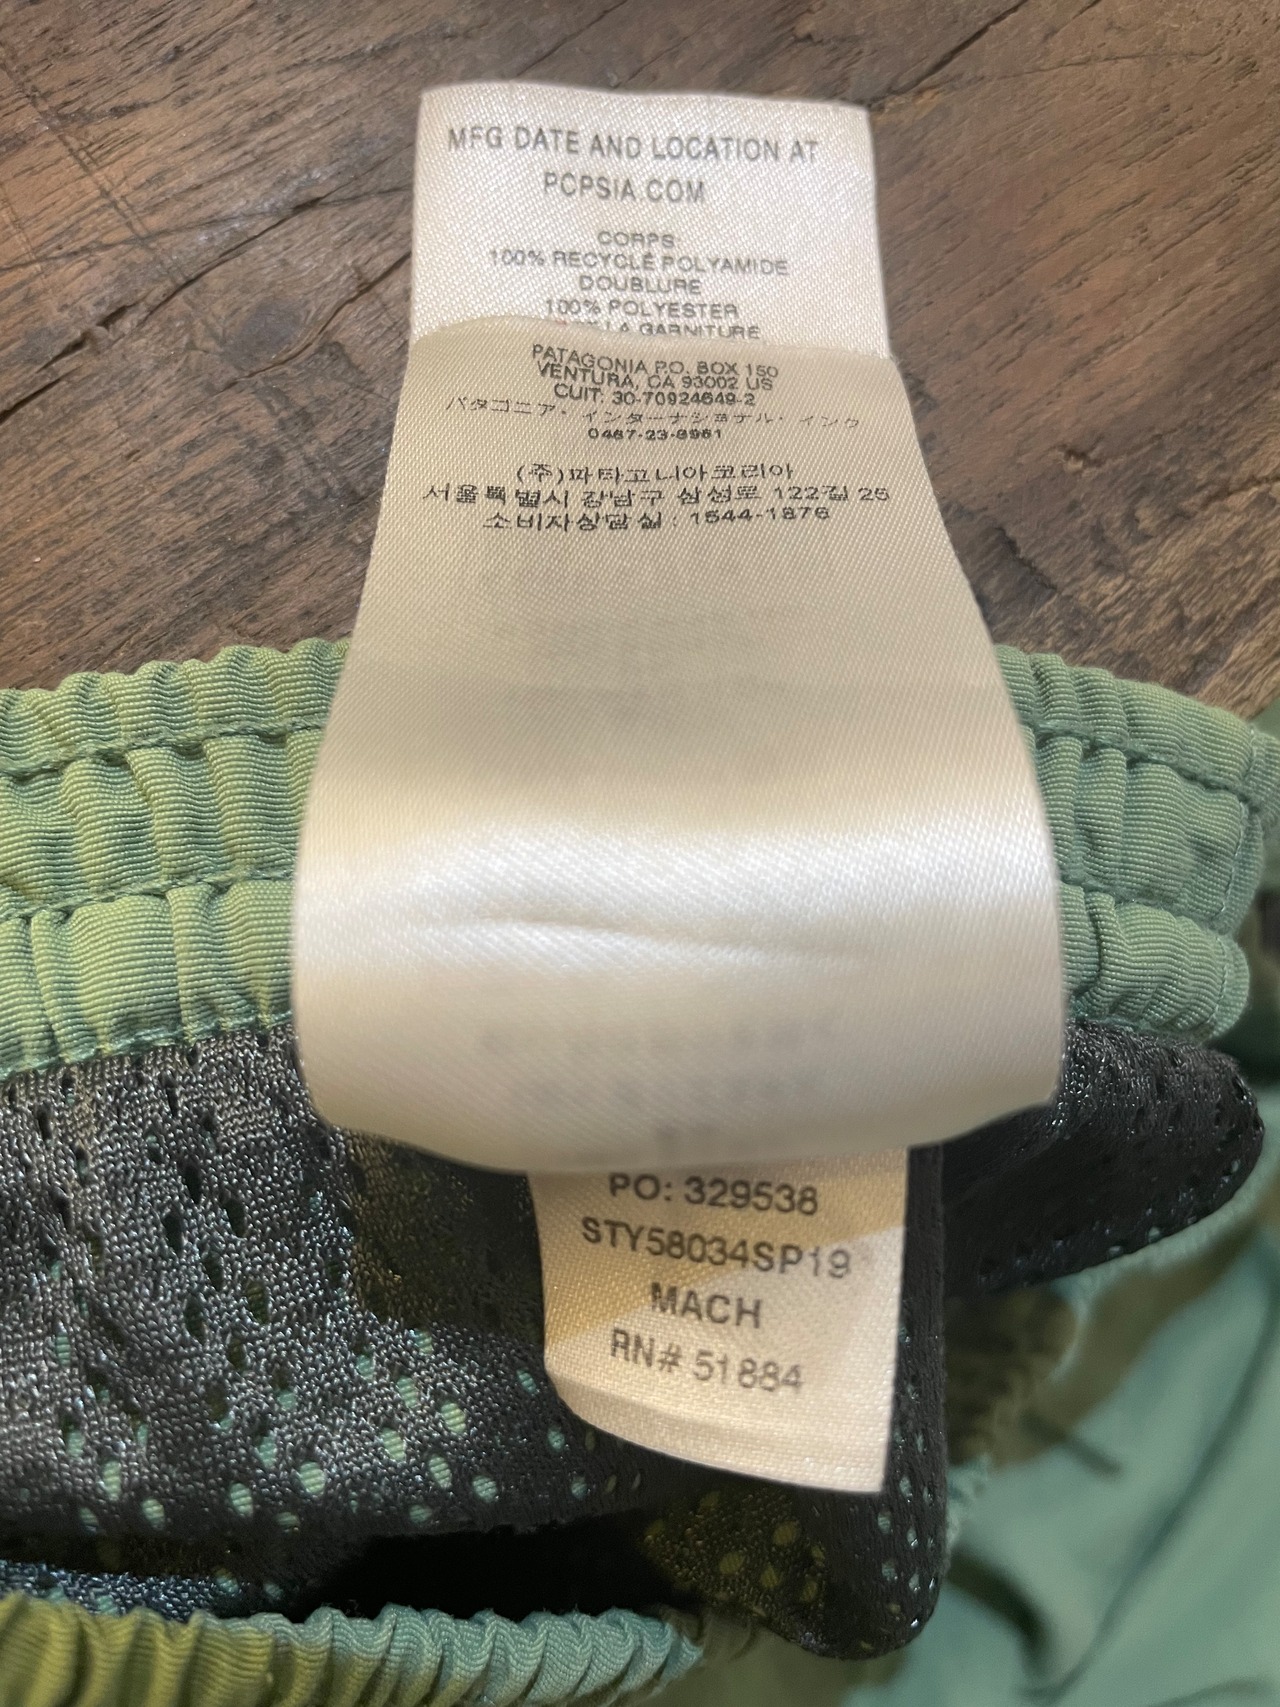 MFG DATE AND LOCATION AT
PCPSIA.COM
CORPS:
100% RECYCLÉ POLYAMIDE
DOUBLURE
100% POLYESTER
LA GARNITURE
PATAGONIA P.O. BOX 150
VENTURA, CA 93002 US
CUIT: 30-70924649-2
パタゴニア・インターナショナル・インク
0467-23-8961
(주)파타고니아코리아
서울특별시 강남구 삼성로 122길 25
소비자상담실 : 1544-1876
PO: 329538
STY58034SP19
MACH
RN# 51884